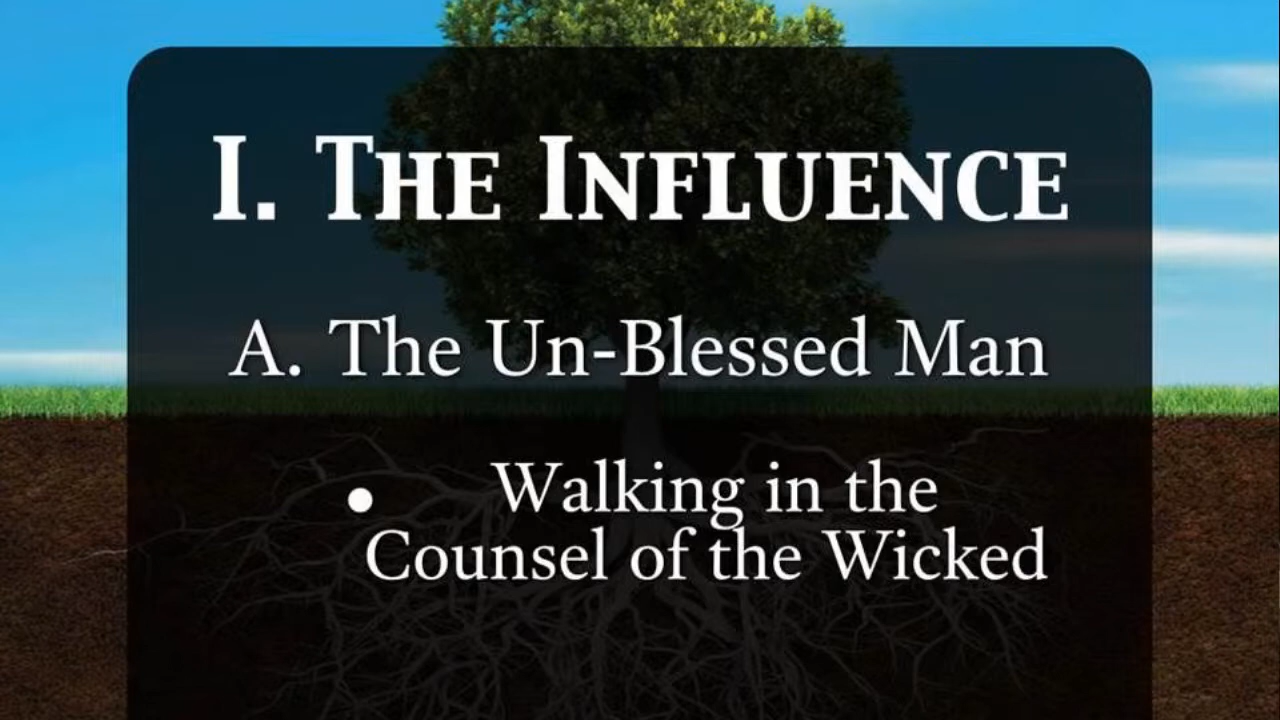 I. The Influence
A. The Un-Blessed Man
• Walking in the
Counsel of the Wicked